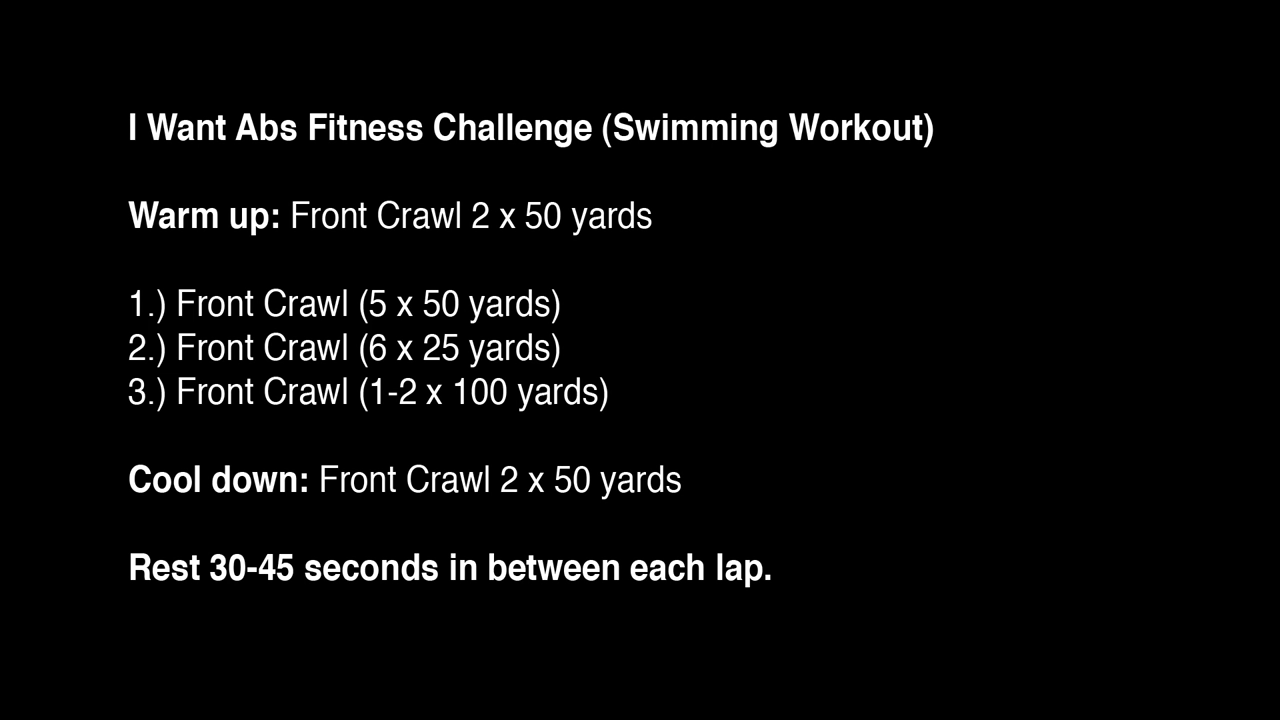 I Want Abs Fitness Challenge (Swimming Workout)
Warm up: Front Crawl 2 x 50 yards
1.) Front Crawl (5 x 50 yards)
2.) Front Crawl (6 x 25 yards)
3.) Front Crawl (1-2 x 100 yards)
Cool down: Front Crawl 2 x 50 yards
Rest 30-45 seconds in between each lap.